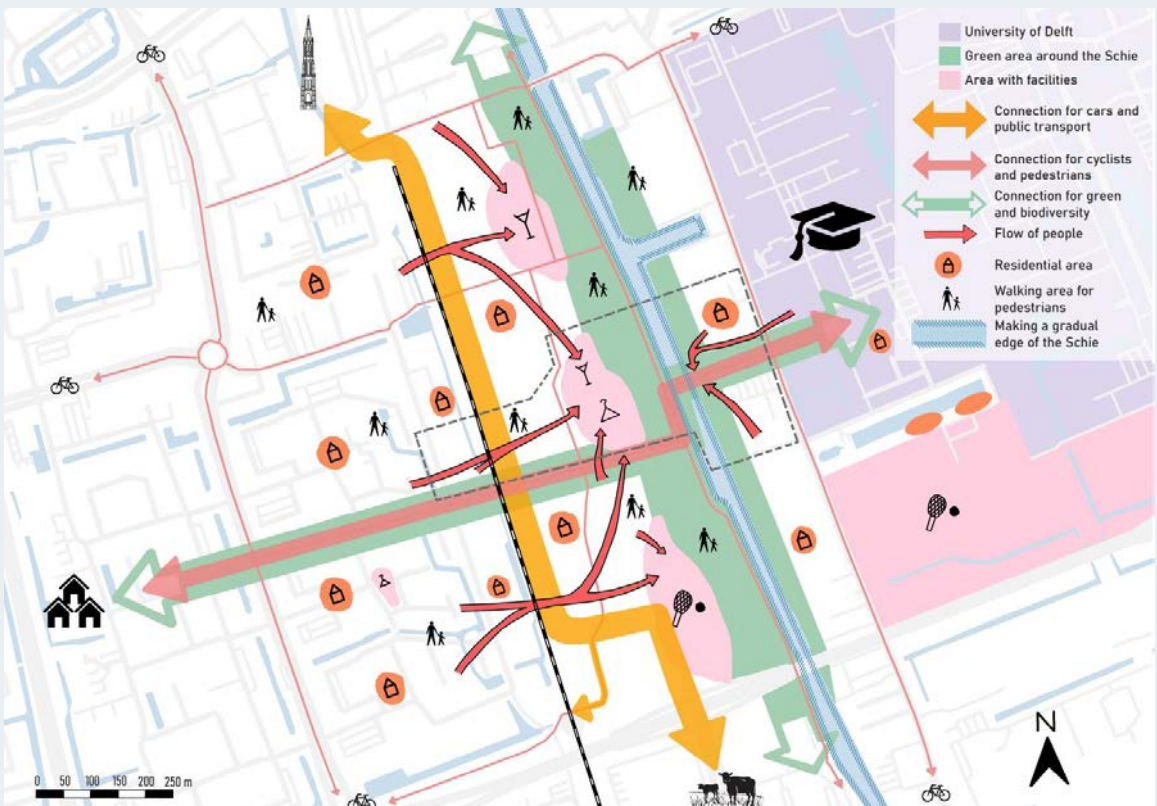 University of Delft
Green area around the Schie
Area with facilities
Connection for cars and
public transport
Connection for cyclists
and pedestrians
Connection for green
and biodiversity
Flow of people
Residential area
Walking area for
pedestrians
Making a gradual
edge of the Schie
N
0 50 100 150 200 250 m